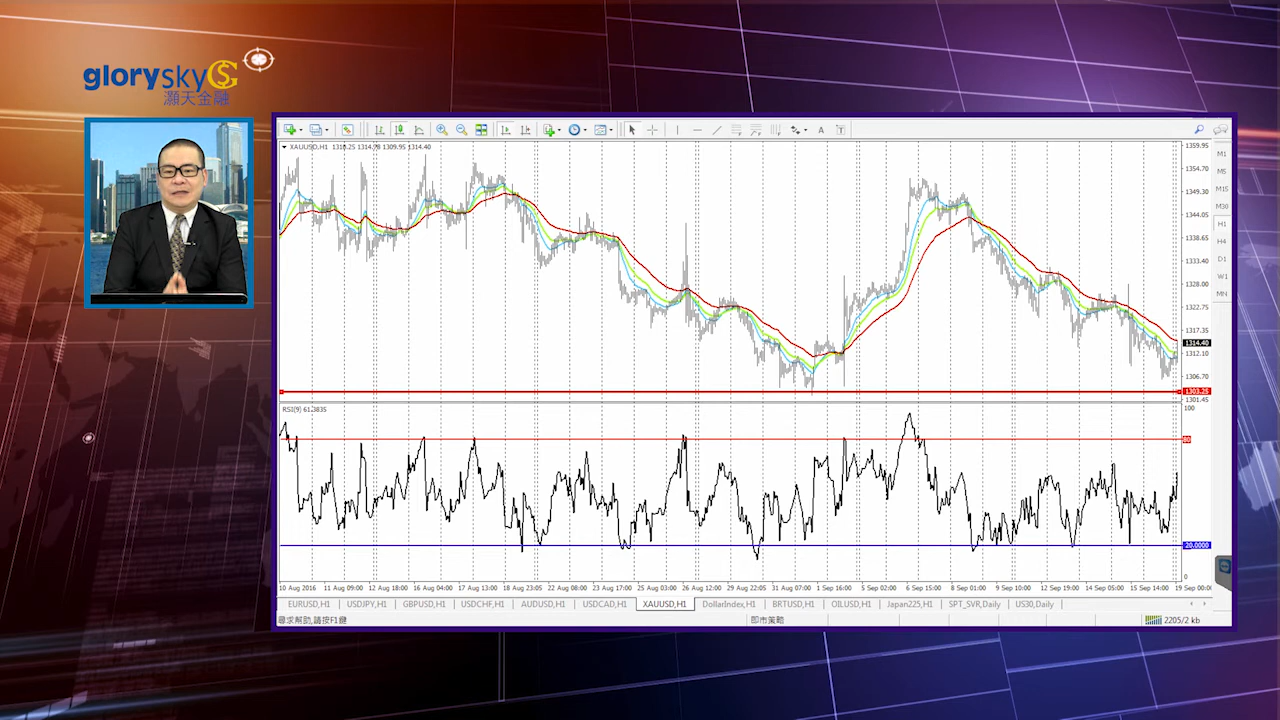 glorysky
灝天金融
XAUUSD,H1 1313.25 1314.78 1309.95 1314.40
1359.95
1354.70
1349.30
1344.05
1338.65
1333.40
1328.00
1322.75
1317.35
1314.40
1312.10
1306.70
1303.25
1301.45
M1
M5
M15
M30
H1
H4
D1
W1
MN
RSI(9) 61.3835
100
80
20.0000
0
10 Aug 2016 11 Aug 09:00 12 Aug 18:00 16 Aug 04:00 17 Aug 13:00 18 Aug 23:05 22 Aug 08:00 23 Aug 17:00 25 Aug 03:00 26 Aug 12:00 29 Aug 22:05 31 Aug 07:00 1 Sep 16:00 5 Sep 02:00 6 Sep 15:00 8 Sep 01:00 9 Sep 10:00 12 Sep 19:00 14 Sep 05:00 15 Sep 14:00 19 Sep 00:00
EURUSD,H1 USDJPY,H1 GBPUSD,H1 USDCHF,H1 AUDUSD,H1 USDCAD,H1 XAUUSD,H1 DollarIndex,H1 BRTUSD,H1 OILUSD,H1 Japan225,H1 SPT_SVR,Daily US30,Daily
尋求幫助,請按F1鍵 即市策略 2205/2 kb